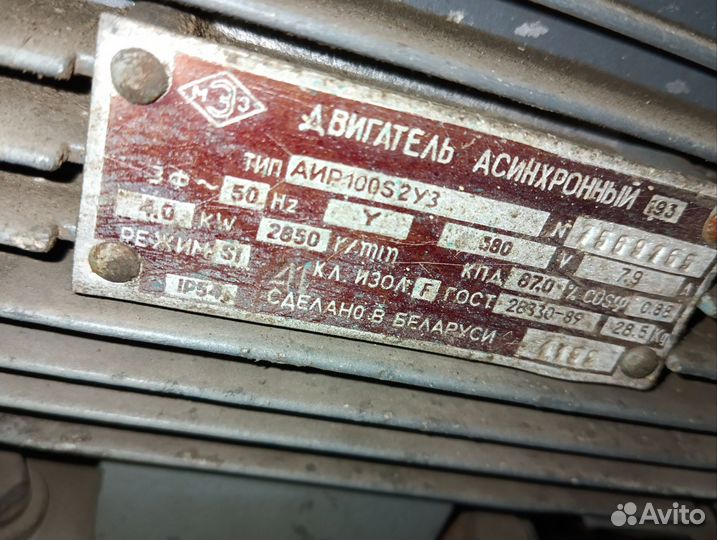 МЭЗ
ДВИГАТЕЛЬ АСИНХРОННЫЙ 93
ТИП АИР100S2У3 №
3Ф ~ 50 Hz Y 380 V 7.9 A
4.0 kW 2850 r/min КПД 87.0 % COSφ 0.88
РЕЖИМ S1 КЛ. ИЗОЛ. F ГОСТ 28330-89 28.5 Kg
IP54 СДЕЛАНО В БЕЛАРУСИ
Avito